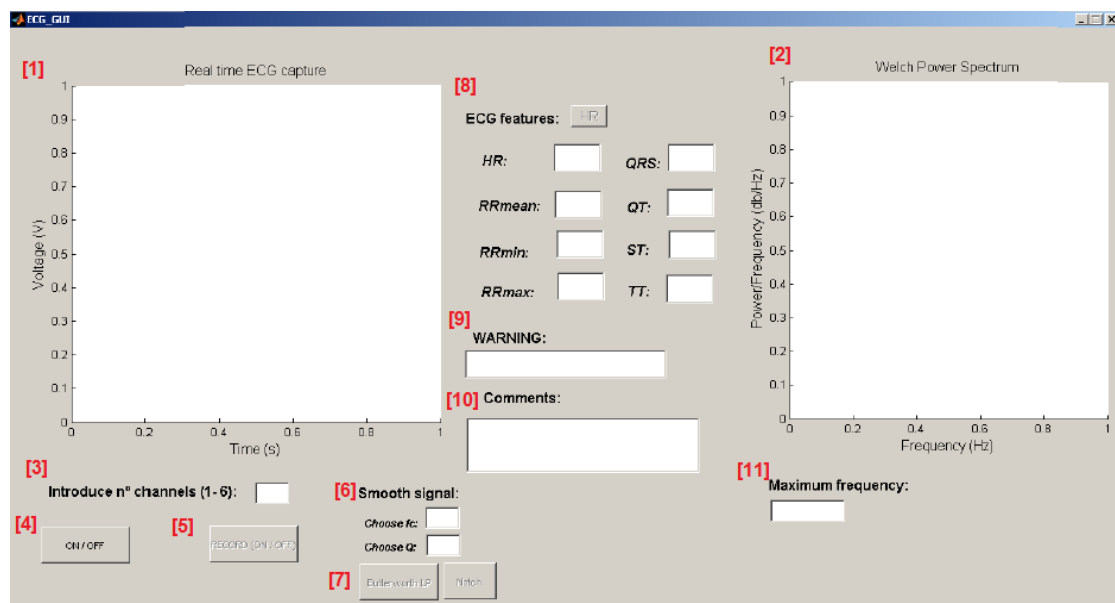 ECG_GUI
[1]
Real time ECG capture
1
0.9
0.8
0.7
0.6
0.5
0.4
0.3
0.2
0.1
0
Voltage (V)
0
0.2
0.4
0.6
0.8
1
Time (s)
[8]
ECG features:
HR
HR:
QRS:
RRmean:
QT:
RRmin:
ST:
RRmax:
TT:
[9]
WARNING:
[10]
Comments:
[2]
Welch Power Spectrum
1
0.9
0.8
0.7
0.6
0.5
0.4
0.3
0.2
0.1
0
Power/Frequency (db/Hz)
0
0.2
0.4
0.6
0.8
1
Frequency (Hz)
[3]
Introduce nº channels (1-6):
[4]
ON / OFF
[5]
RECORD (ON / OFF)
[6]
Smooth signal:
Choose fc:
Choose Q:
[7]
Butterworth LP
Notch
[11]
Maximum frequency: